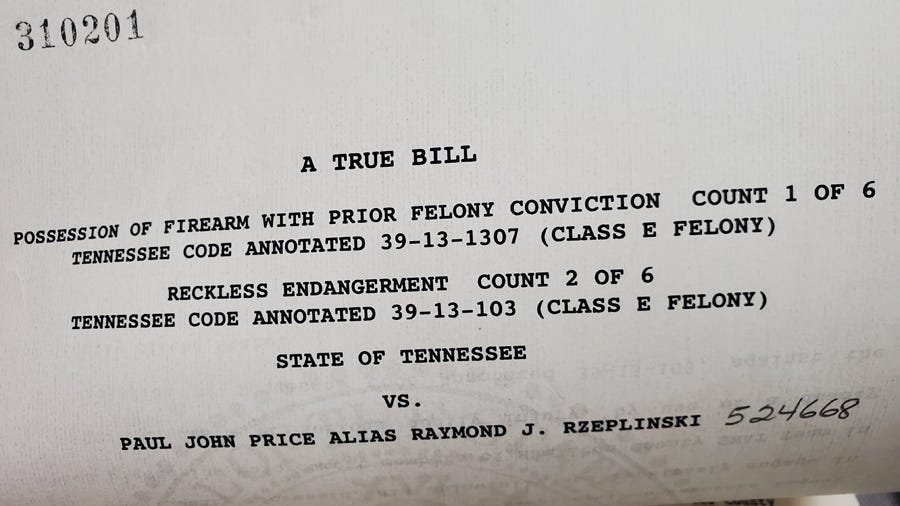 310201
A TRUE BILL
POSSESSION OF FIREARM WITH PRIOR FELONY CONVICTION COUNT 1 OF 6
TENNESSEE CODE ANNOTATED 39-13-1307 (CLASS E FELONY)
RECKLESS ENDANGERMENT COUNT 2 OF 6
TENNESSEE CODE ANNOTATED 39-13-103 (CLASS E FELONY)
STATE OF TENNESSEE
VS.
PAUL JOHN PRICE ALIAS RAYMOND J. RZEPLINSKI 524668